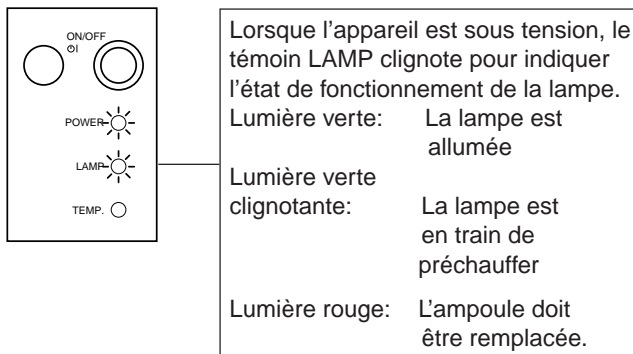 ON/OFF
POWER
LAMP
TEMP.
Lorsque l'appareil est sous tension, le
témoin LAMP clignote pour indiquer
l'état de fonctionnement de la lampe.
Lumière verte: La lampe est
allumée
Lumière verte
clignotante: La lampe est
en train de
préchauffer
Lumière rouge: L'ampoule doit
être remplacée.